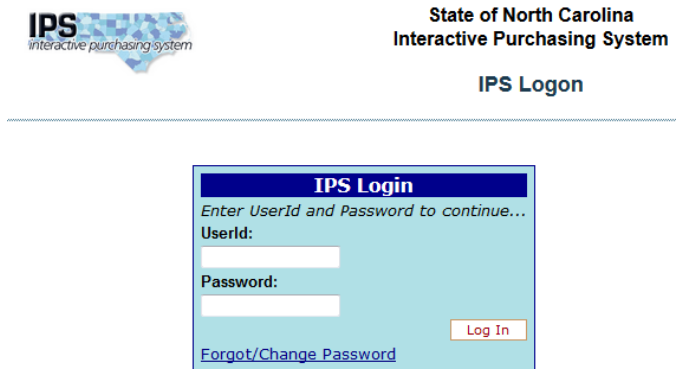 IPS
interactive purchasing system
State of North Carolina
Interactive Purchasing System
IPS Logon
IPS Login
Enter UserId and Password to continue...
UserId:
Password:
Log In
Forgot/Change Password